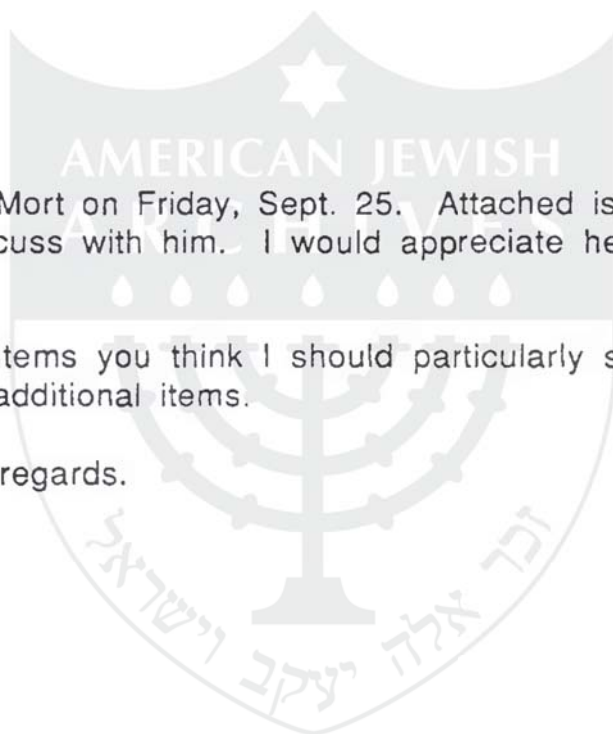 AMERICAN JEWISH
ARCHIVES
Mort on Friday, Sept. 25. Attached is
cuss with him. I would appreciate he
tems you think I should particularly s
additional items.
regards.
זכר אלה יעקב וישראל